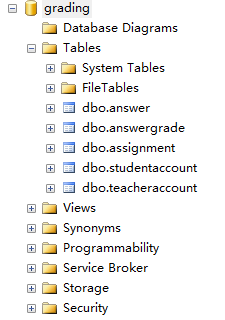 grading
Database Diagrams
Tables
System Tables
FileTables
dbo.answer
dbo.answergrade
dbo.assignment
dbo.studentaccount
dbo.teacheraccount
Views
Synonyms
Programmability
Service Broker
Storage
Security